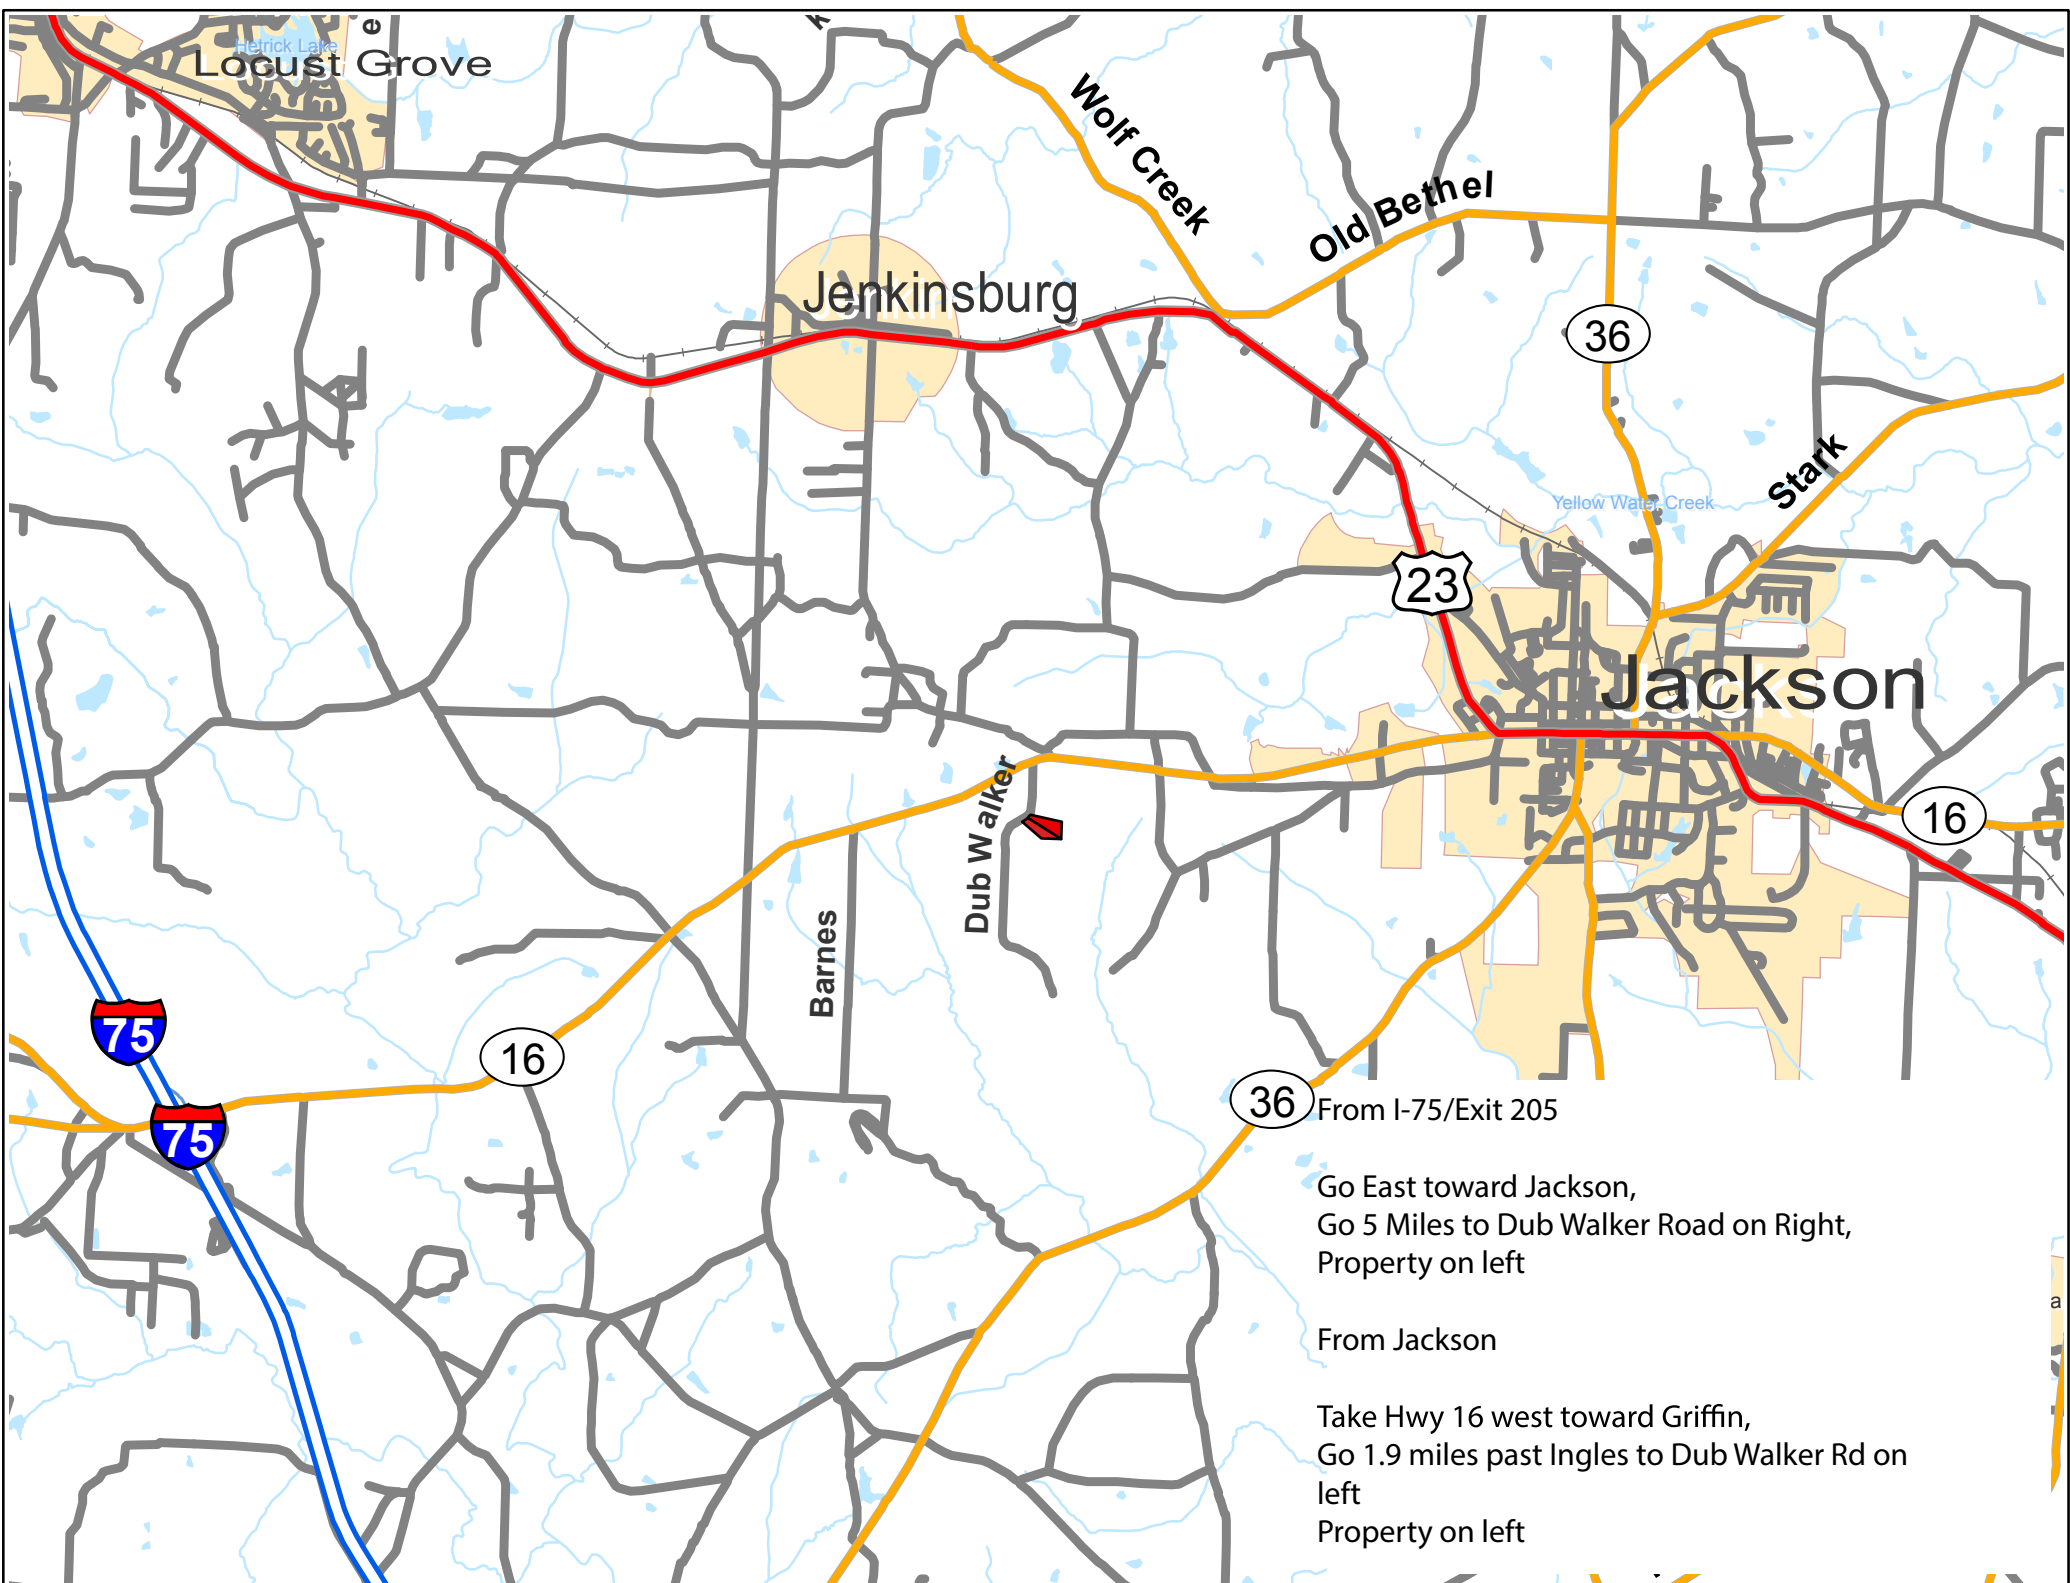 Hetrick Lake
Locust Grove
Wolf Creek
Old Bethel
Jenkinsburg
36
Stark
Yellow Water Creek
23
Jackson
Dub Walker
16
Barnes
75
16
75
36
From I-75/Exit 205
Go East toward Jackson,
Go 5 Miles to Dub Walker Road on Right,
Property on left
From Jackson
Take Hwy 16 west toward Griffin,
Go 1.9 miles past Ingles to Dub Walker Rd on
left
Property on left